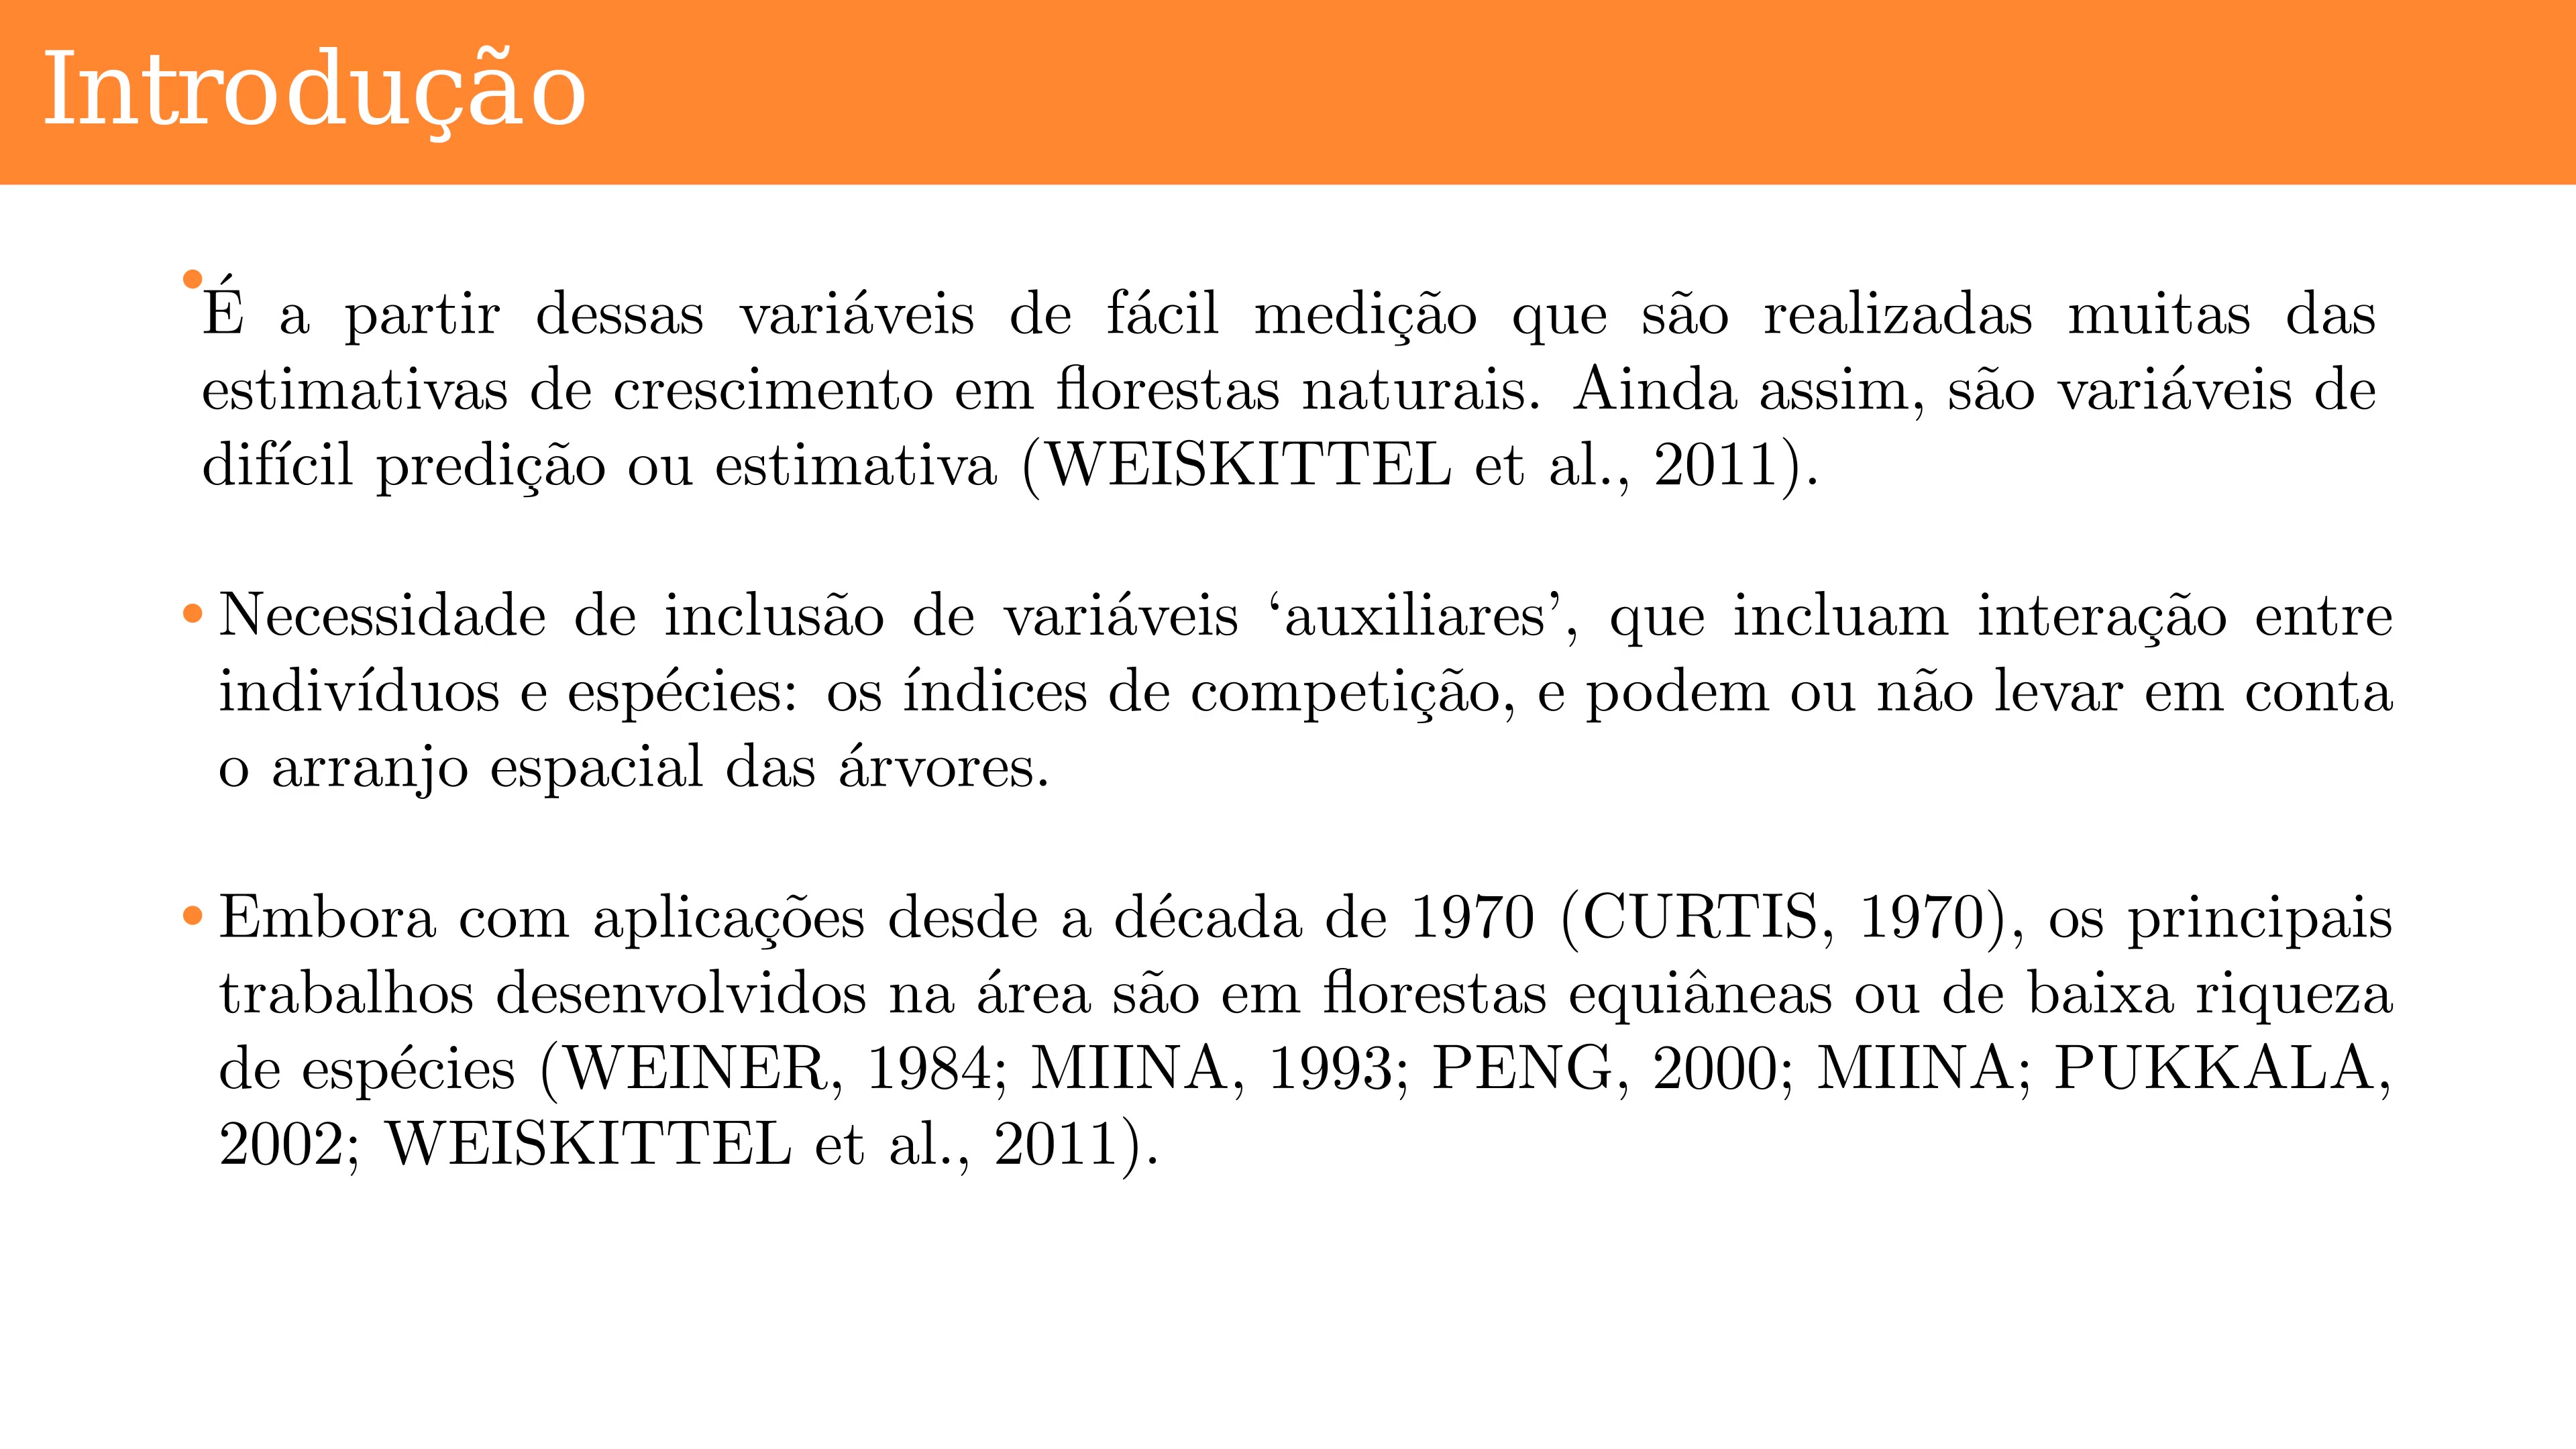 Introdução
• É a partir dessas variáveis de fácil medição que são realizadas muitas das
estimativas de crescimento em florestas naturais. Ainda assim, são variáveis de
difícil predição ou estimativa (WEISKITTEL et al., 2011).
• Necessidade de inclusão de variáveis ‘auxiliares’, que incluam interação entre
indivíduos e espécies: os índices de competição, e podem ou não levar em conta
o arranjo espacial das árvores.
• Embora com aplicações desde a década de 1970 (CURTIS, 1970), os principais
trabalhos desenvolvidos na área são em florestas equiâneas ou de baixa riqueza
de espécies (WEINER, 1984; MIINA, 1993; PENG, 2000; MIINA; PUKKALA,
2002; WEISKITTEL et al., 2011).